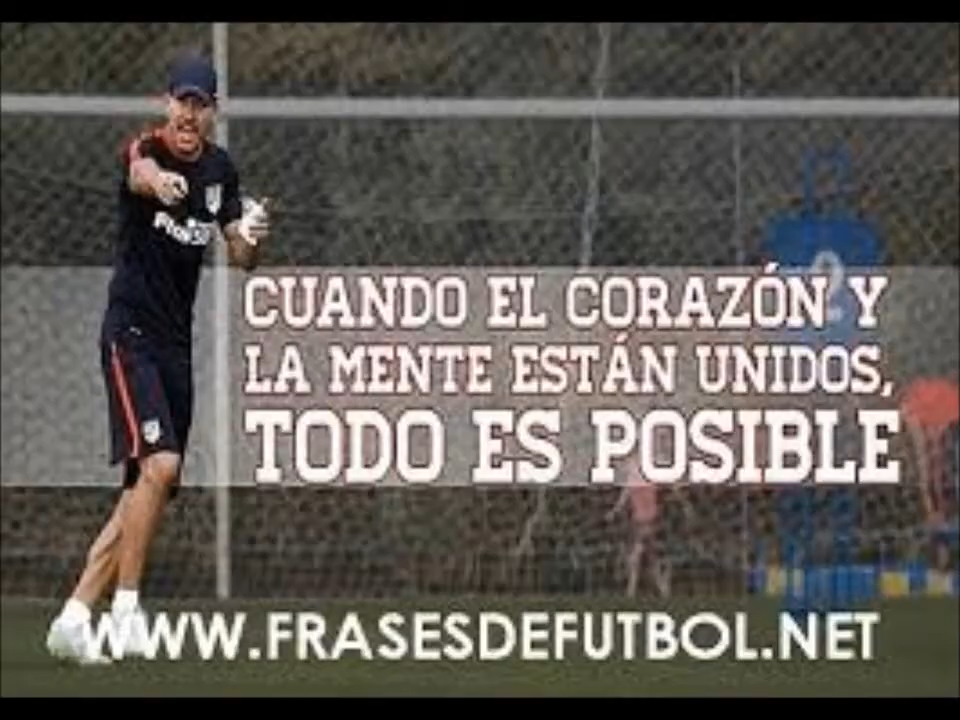 CUANDO EL CORAZÓN Y
LA MENTE ESTÁN UNIDOS,
TODO ES POSIBLE
WWW.FRASESDEFUTBOL.NET